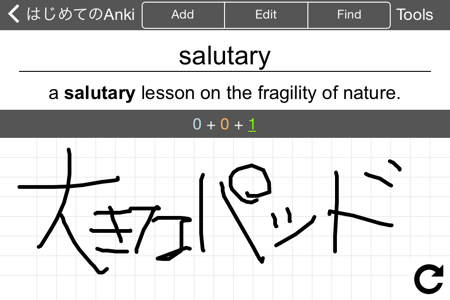 はじめてのAnki Add Edit Find Tools
salutary
a salutary lesson on the fragility of nature.
0 + 0 + 1
大きなパッド